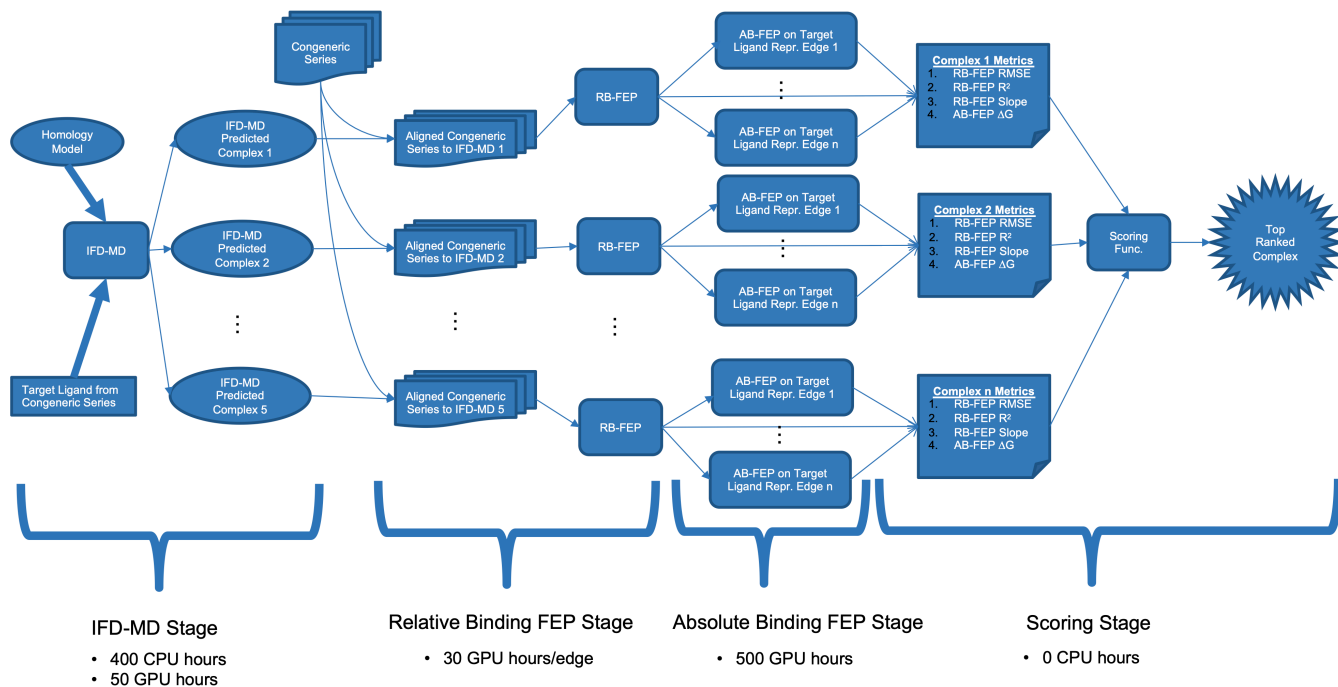 Congeneric
Series
Homology
Model
IFD-MD
Target Ligand from
Congeneric Series
IFD-MD
Predicted
Complex 1
IFD-MD
Predicted
Complex 2
⋮
IFD-MD
Predicted
Complex 5
Aligned Congeneric
Series to IFD-MD 1
Aligned Congeneric
Series to IFD-MD 2
⋮
Aligned Congeneric
Series to IFD-MD 5
RB-FEP
RB-FEP
⋮
RB-FEP
AB-FEP on Target
Ligand Repr. Edge 1
⋮
AB-FEP on Target
Ligand Repr. Edge n
AB-FEP on Target
Ligand Repr. Edge 1
⋮
AB-FEP on Target
Ligand Repr. Edge n
AB-FEP on Target
Ligand Repr. Edge 1
⋮
AB-FEP on Target
Ligand Repr. Edge n
Complex 1 Metrics
1. RB-FEP RMSE
2. RB-FEP R²
3. RB-FEP Slope
4. AB-FEP ΔG
Complex 2 Metrics
1. RB-FEP RMSE
2. RB-FEP R²
3. RB-FEP Slope
4. AB-FEP ΔG
Complex n Metrics
1. RB-FEP RMSE
2. RB-FEP R²
3. RB-FEP Slope
4. AB-FEP ΔG
Scoring
Func.
Top
Ranked
Complex
IFD-MD Stage
• 400 CPU hours
• 50 GPU hours
Relative Binding FEP Stage
• 30 GPU hours/edge
Absolute Binding FEP Stage
• 500 GPU hours
Scoring Stage
• 0 CPU hours